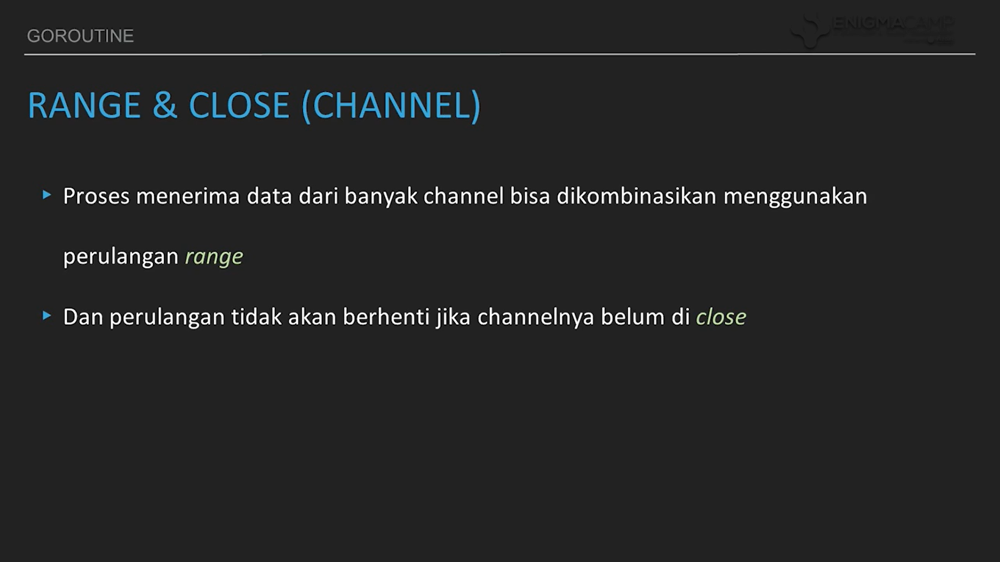 GOROUTINE
ENIGMACAMP
RANGE & CLOSE (CHANNEL)
Proses menerima data dari banyak channel bisa dikombinasikan menggunakan
perulangan range
Dan perulangan tidak akan berhenti jika channelnya belum di close